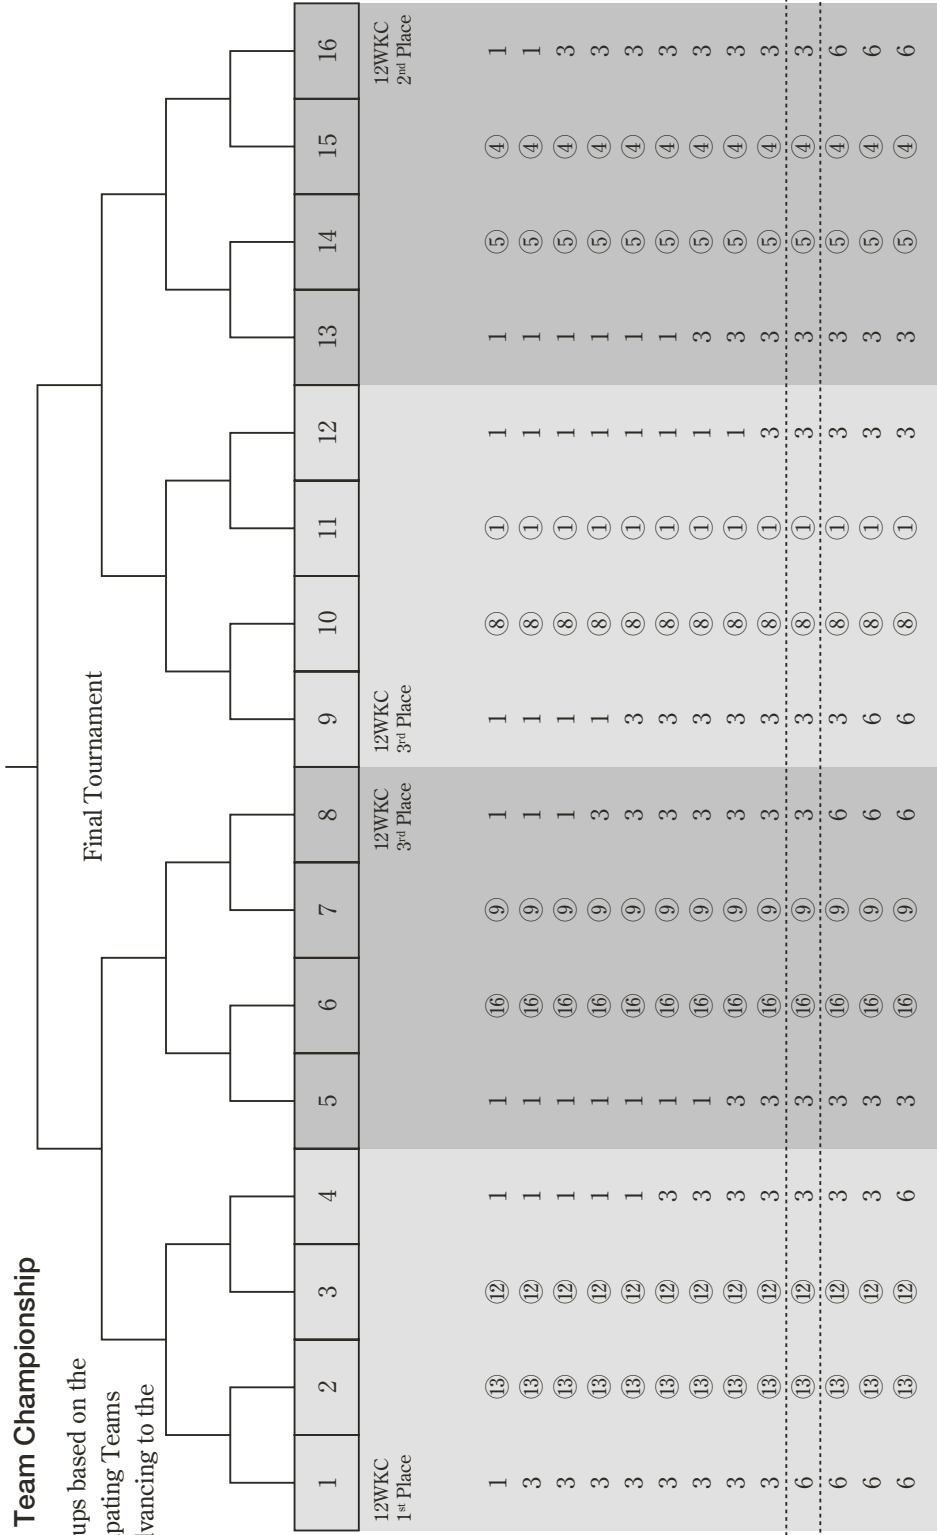 Team Championship
ups based on the
Final Tournament
pating Teams
lvancing to the
1 2 3 4 5 6 7 8 9 10 11 12 13 14 15 16
12WKC 12WKC 12WKC 12WKC
1st Place 3rd Place 3rd Place 2nd Place
1 ⑬ ⑫ 1 1 ⑯ ⑨ 1 1 ⑧ ① 1 1 ⑤ ④ 1
3 ⑬ ⑫ 1 1 ⑯ ⑨ 1 1 ⑧ ① 1 1 ⑤ ④ 1
3 ⑬ ⑫ 1 1 ⑯ ⑨ 1 1 ⑧ ① 1 1 ⑤ ④ 3
3 ⑬ ⑫ 1 1 ⑯ ⑨ 3 1 ⑧ ① 1 1 ⑤ ④ 3
3 ⑬ ⑫ 1 1 ⑯ ⑨ 3 3 ⑧ ① 1 1 ⑤ ④ 3
3 ⑬ ⑫ 3 1 ⑯ ⑨ 3 3 ⑧ ① 1 1 ⑤ ④ 3
3 ⑬ ⑫ 3 1 ⑯ ⑨ 3 3 ⑧ ① 1 3 ⑤ ④ 3
3 ⑬ ⑫ 3 3 ⑯ ⑨ 3 3 ⑧ ① 1 3 ⑤ ④ 3
3 ⑬ ⑫ 3 3 ⑯ ⑨ 3 3 ⑧ ① 3 3 ⑤ ④ 3
6 ⑬ ⑫ 3 3 ⑯ ⑨ 3 3 ⑧ ① 3 3 ⑤ ④ 3
6 ⑬ ⑫ 3 3 ⑯ ⑨ 6 3 ⑧ ① 3 3 ⑤ ④ 6
6 ⑬ ⑫ 3 3 ⑯ ⑨ 6 6 ⑧ ① 3 3 ⑤ ④ 6
6 ⑬ ⑫ 6 3 ⑯ ⑨ 6 6 ⑧ ① 3 3 ⑤ ④ 6